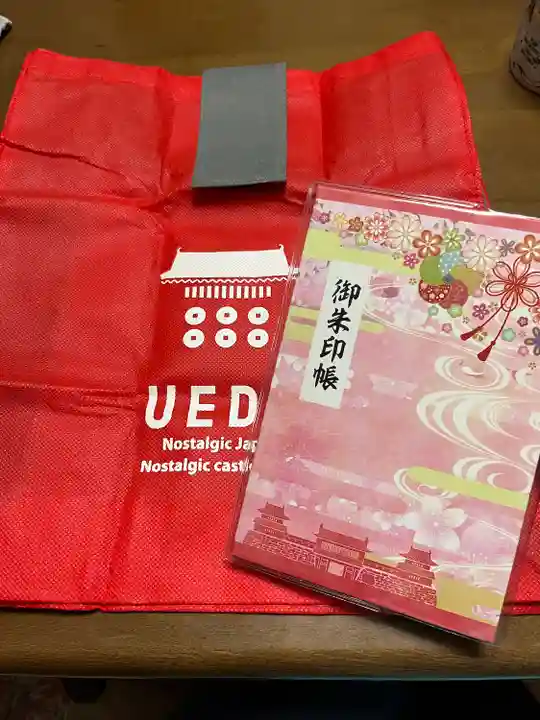 UED
Nostalgic Jap
Nostalgic castl
御朱印帳